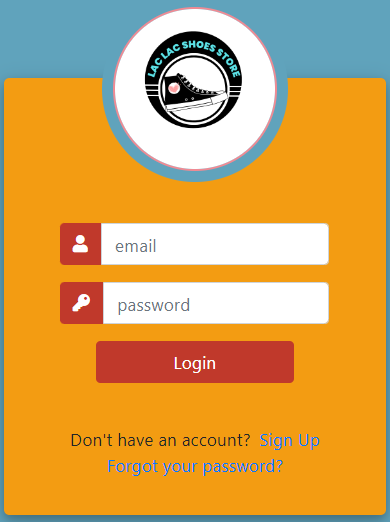 LAC LAC SHOES STORE
email
password
Login
Don't have an account? Sign Up
Forgot your password?